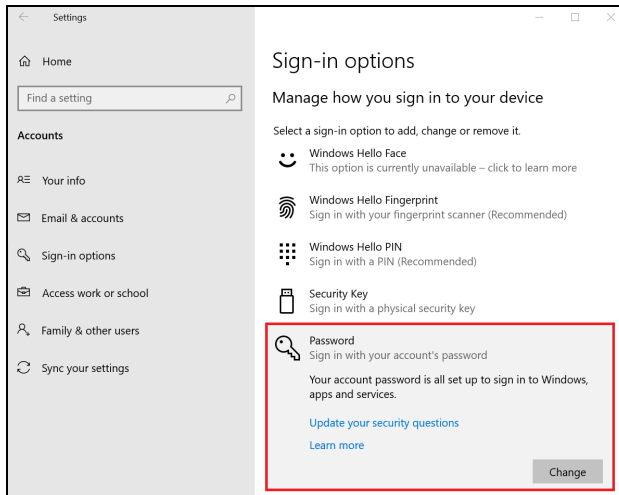 Settings
Home
Find a setting
Accounts
Your info
Email & accounts
Sign-in options
Access work or school
Family & other users
Sync your settings
Sign-in options
Manage how you sign in to your device
Select a sign-in option to add, change or remove it.
Windows Hello Face
This option is currently unavailable – click to learn more
Windows Hello Fingerprint
Sign in with your fingerprint scanner (Recommended)
Windows Hello PIN
Sign in with a PIN (Recommended)
Security Key
Sign in with a physical security key
Password
Sign in with your account's password
Your account password is all set up to sign in to Windows,
apps and services.
Update your security questions
Learn more
Change